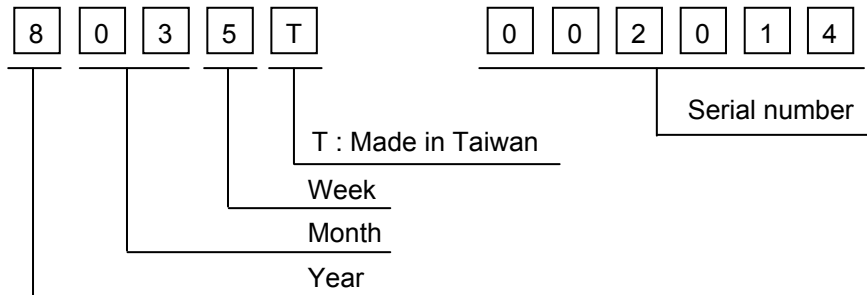 8 0 3 5 T 0 0 2 0 1 4
Serial number
T : Made in Taiwan
Week
Month
Year